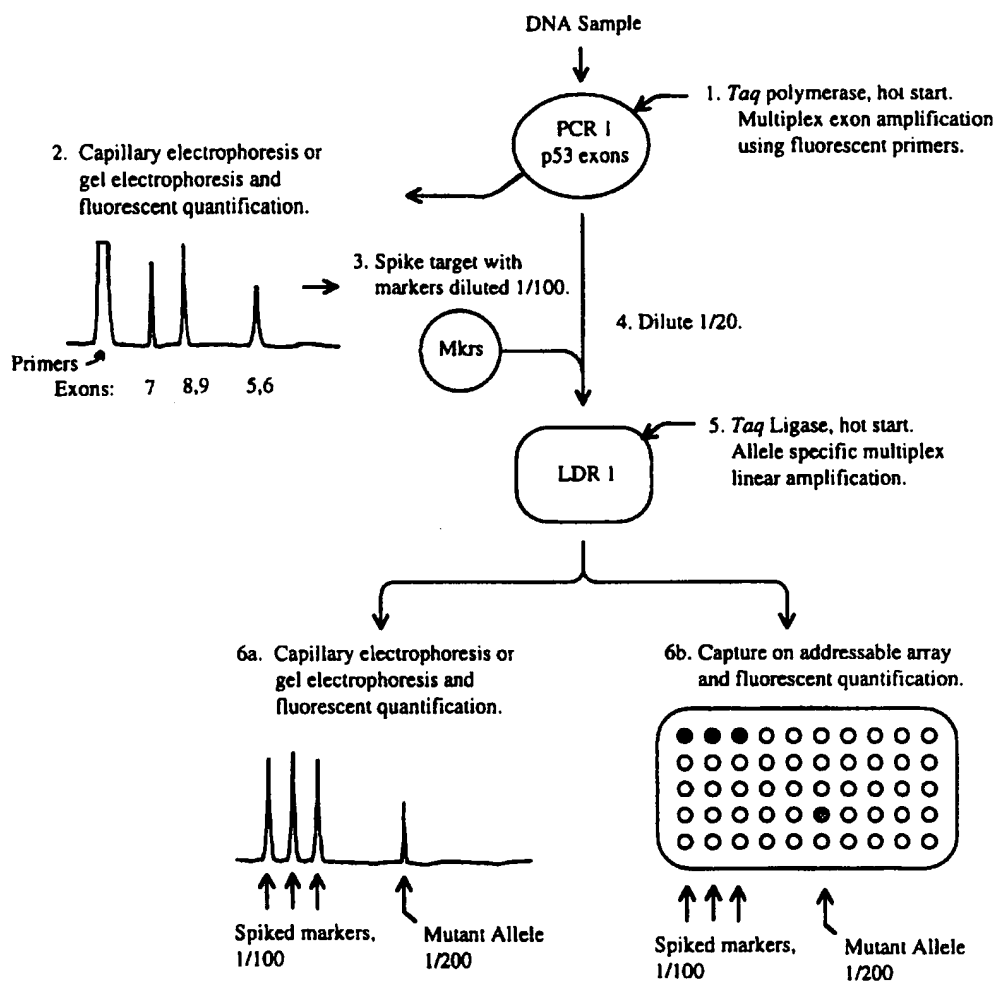 DNA Sample
PCR 1
p53 exons
1. Taq polymerase, hot start.
Multiplex exon amplification
using fluorescent primers.
2. Capillary electrophoresis or
gel electrophoresis and
fluorescent quantification.
Primers
Exons: 7 8,9 5,6
3. Spike target with
markers diluted 1/100.
Mkrs
4. Dilute 1/20.
LDR 1
5. Taq Ligase, hot start.
Allele specific multiplex
linear amplification.
6a. Capillary electrophoresis or
gel electrophoresis and
fluorescent quantification.
Spiked markers,
1/100
Mutant Allele
1/200
6b. Capture on addressable array
and fluorescent quantification.
Spiked markers,
1/100
Mutant Allele
1/200